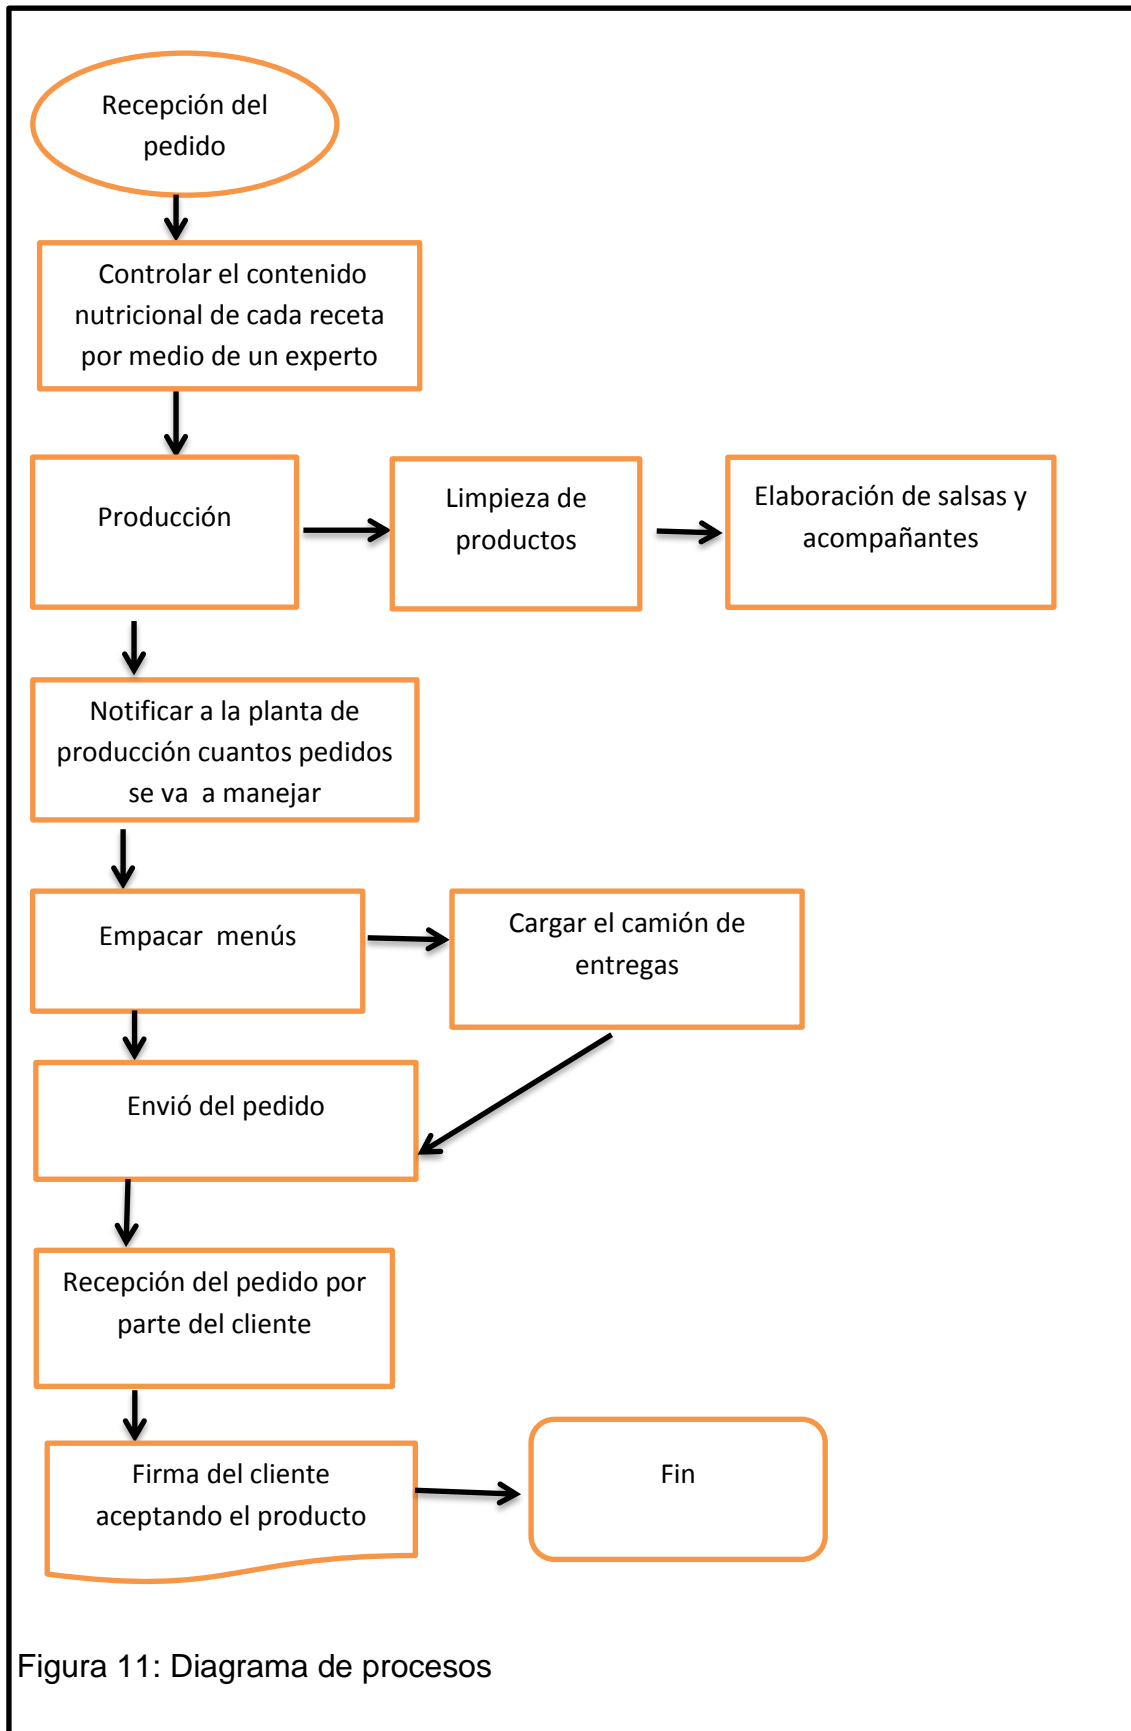 Recepción del
pedido
Controlar el contenido
nutricional de cada receta
por medio de un experto
Producción
Limpieza de
productos
Elaboración de salsas y
acompañantes
Notificar a la planta de
producción cuantos pedidos
se va  a manejar
Empacar  menús
Cargar el camión de
entregas
Envió del pedido
Recepción del pedido por
parte del cliente
Firma del cliente
aceptando el producto
Fin
Figura 11: Diagrama de procesos